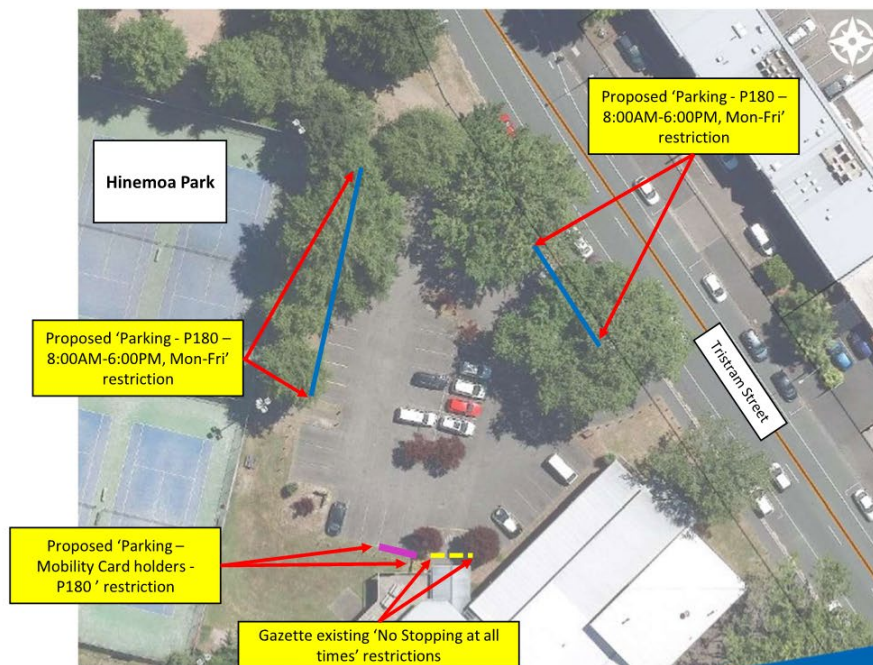 Proposed ‘Parking - P180 –
8:00AM-6:00PM, Mon-Fri’
restriction
Hinemoa Park
Proposed ‘Parking - P180 –
8:00AM-6:00PM, Mon-Fri’
restriction
Tristram Street
Proposed ‘Parking –
Mobility Card holders -
P180 ’ restriction
Gazette existing ‘No Stopping at all
times’ restrictions